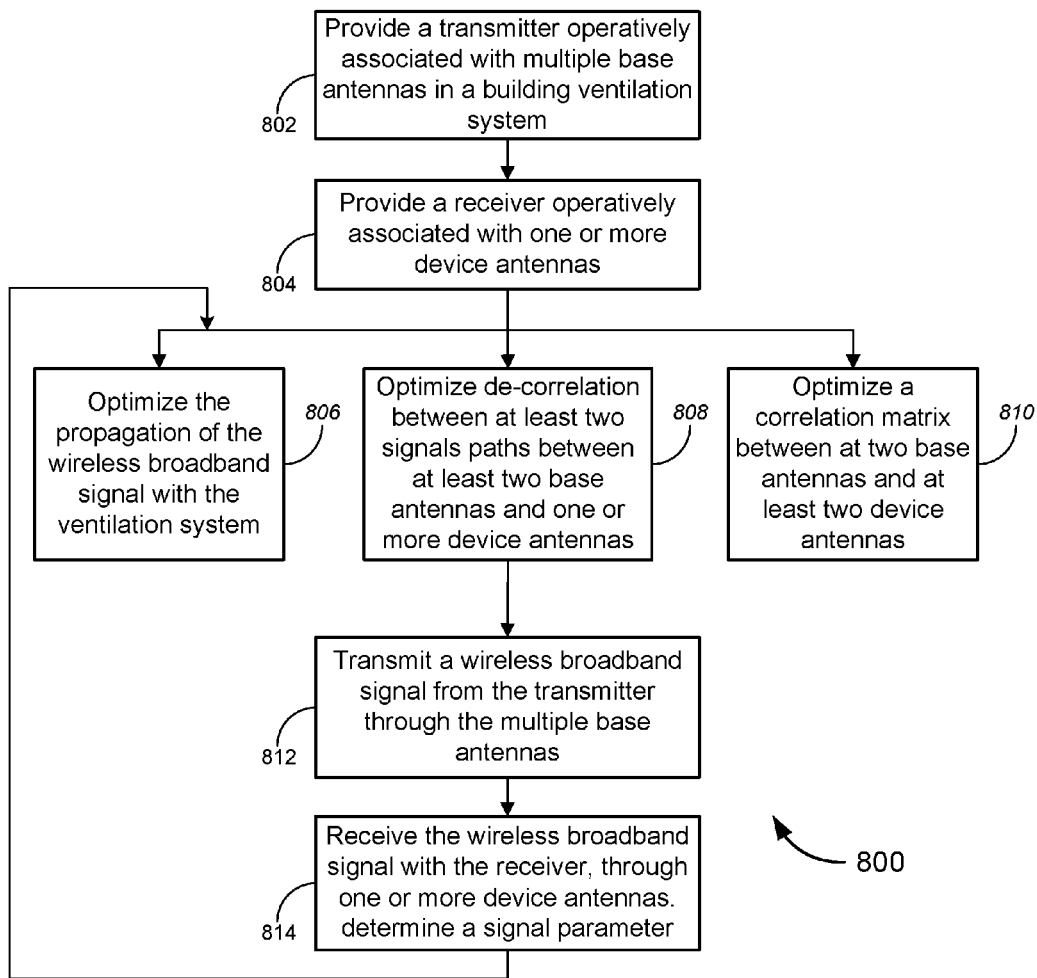 Provide a transmitter operatively
associated with multiple base
antennas in a building ventilation
system
802
Provide a receiver operatively
associated with one or more
device antennas
804
Optimize the
propagation of the
wireless broadband
signal with the
ventilation system
806
Optimize de-correlation
between at least two
signals paths between
at least two base
antennas and one or
more device antennas
808
Optimize a
correlation matrix
between at two base
antennas and at
least two device
antennas
810
Transmit a wireless broadband
signal from the transmitter
through the multiple base
antennas
812
Receive the wireless broadband
signal with the receiver, through
one or more device antennas.
determine a signal parameter
814
800